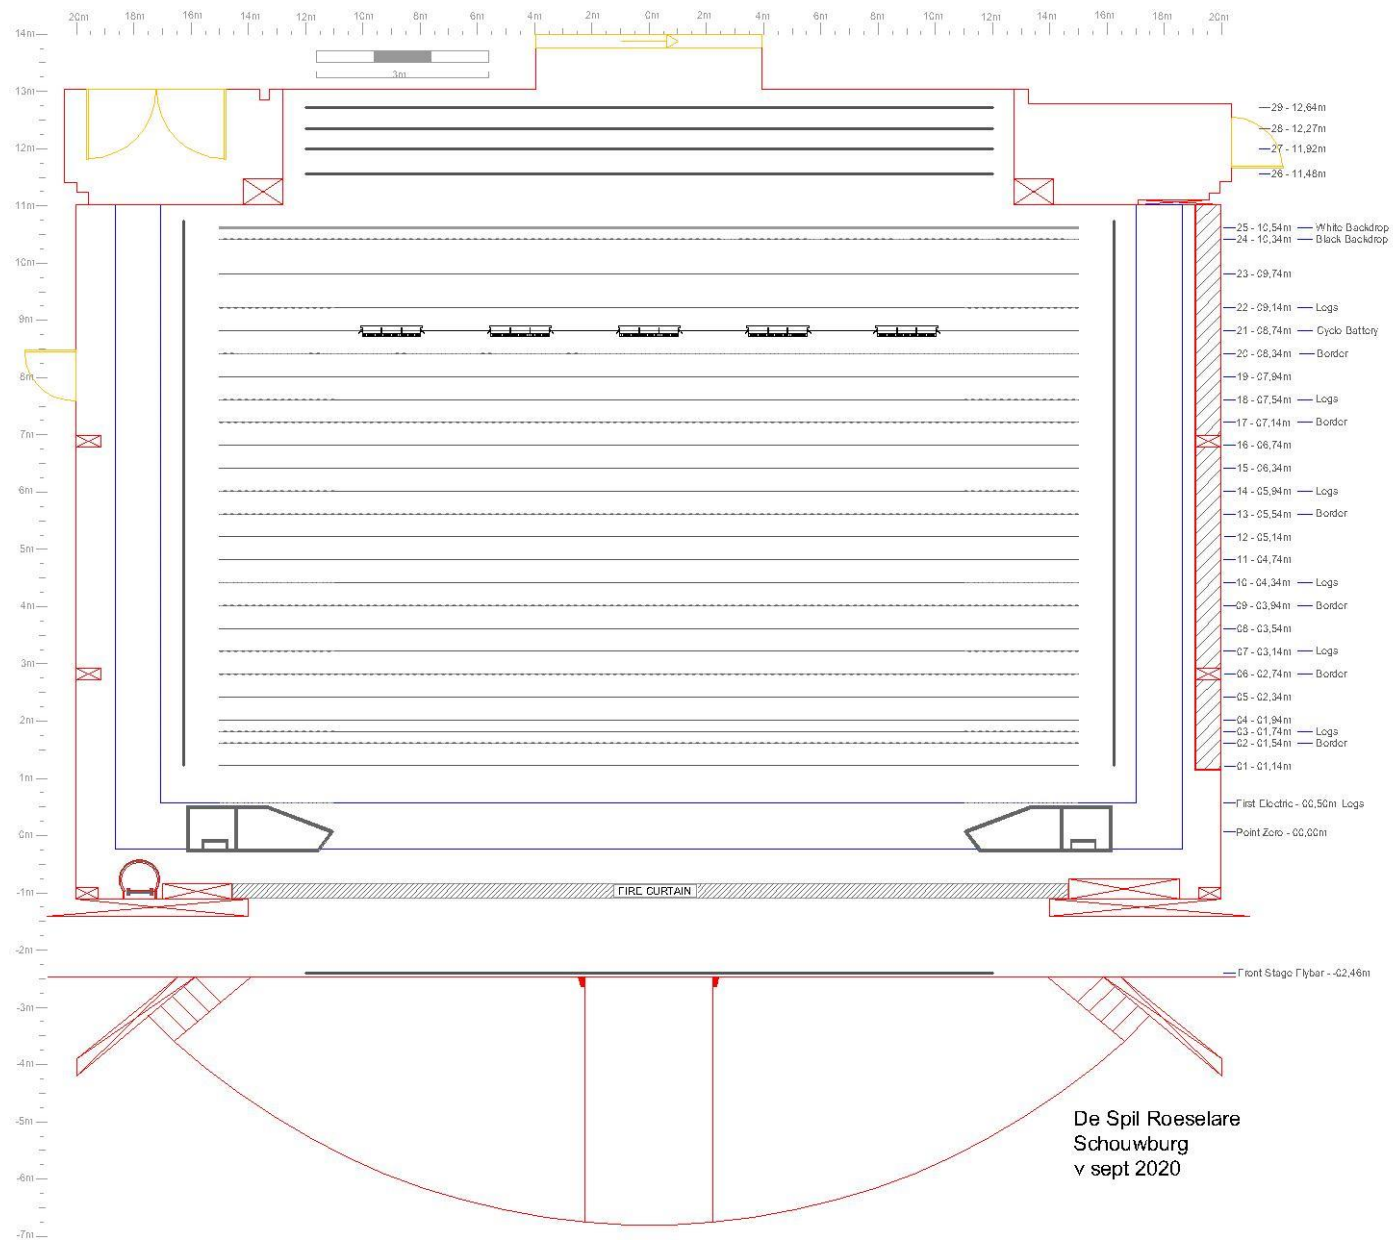 20m 18m 16m 14m 12m 10m 8m 6m 4m 2m 0m 2m 4m 6m 8m 10m 12m 14m 16m 18m 20m
14m
3m
13m
29 - 12,64m
28 - 12,27m
12m
27 - 11,92m
26 - 11,48m
11m
25 - 10,54m White Backdrop
24 - 10,34m Black Backdrop
10m
23 - 09,74m
22 - 09,14m Legs
9m
21 - 08,74m Cyclo Battery
20 - 08,34m Border
8m
19 - 07,94m
18 - 07,54m Legs
17 - 07,14m Border
7m
16 - 06,74m
15 - 06,34m
6m
14 - 05,94m Legs
13 - 05,54m Border
12 - 05,14m
5m
11 - 04,74m
10 - 04,34m Legs
4m
09 - 03,94m Border
08 - 03,54m
07 - 03,14m Legs
3m
06 - 02,74m Border
05 - 02,34m
2m
04 - 01,94m
03 - 01,74m Legs
02 - 01,54m Border
01 - 01,14m
1m
First Electric - 00,50m Legs
0m
Point Zero - 00,00m
-1m
FIRE CURTAIN
-2m
Front Stage Flybar - -02,46m
-3m
-4m
-5m
De Spil Roeselare
Schouwburg
v sept 2020
-6m
-7m